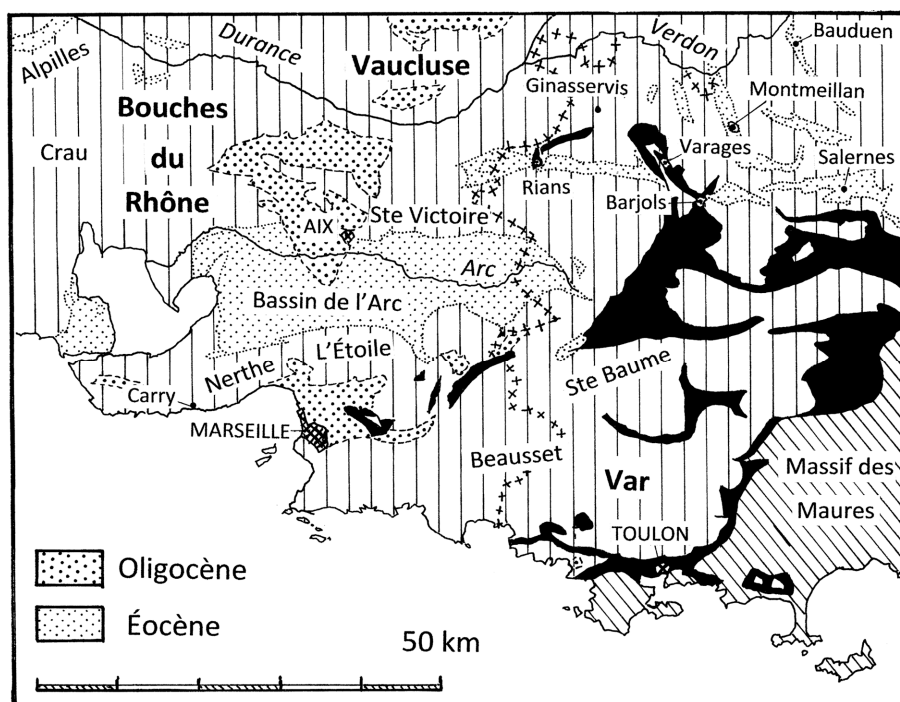 Alpilles
Durance
Vaucluse
Verdon
Bauduen
Ginasservis
Montmeillan
Bouches
du
Rhône
Crau
Varages
Salernes
Rians
Barjols
AIX
Ste Victoire
Arc
Bassin de l’Arc
L’Étoile
Nerthe
Ste Baume
Carry
MARSEILLE
Beausset
Var
Massif des
Maures
TOULON
Oligocène
Éocène
50 km